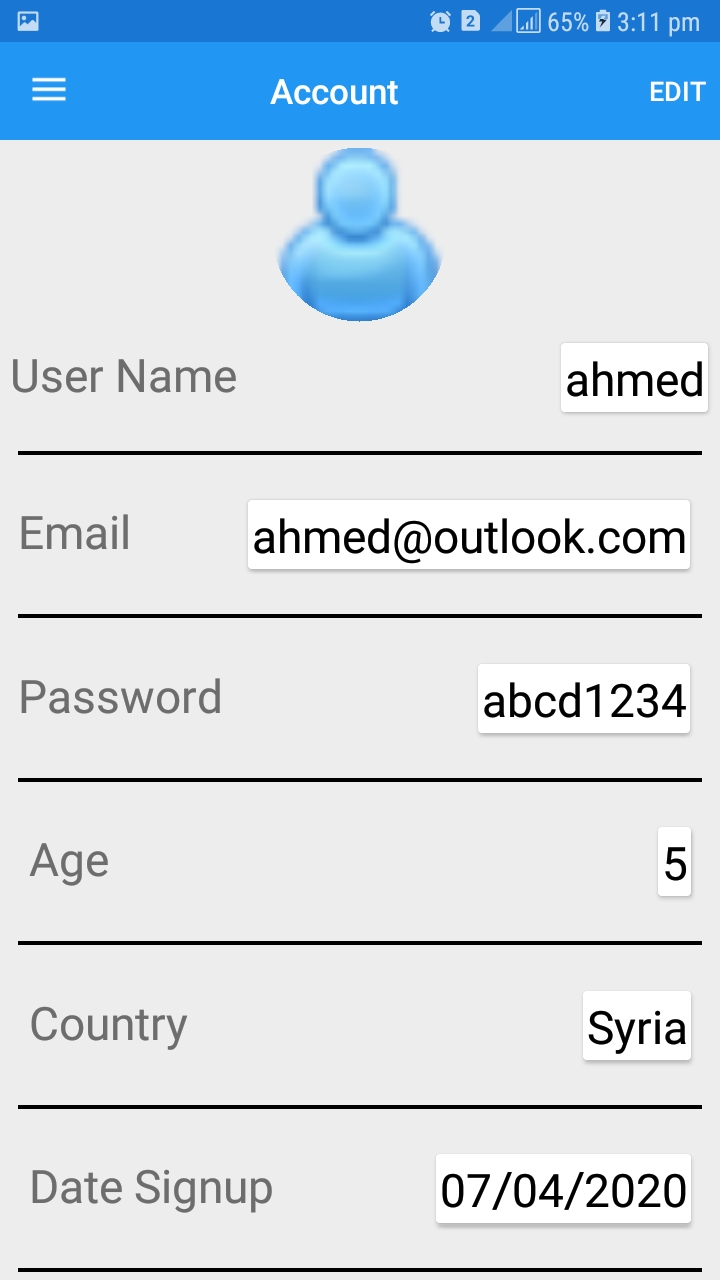 2 65% 3:11 pm
Account EDIT
User Name ahmed
Email ahmed@outlook.com
Password abcd1234
Age 5
Country Syria
Date Signup 07/04/2020